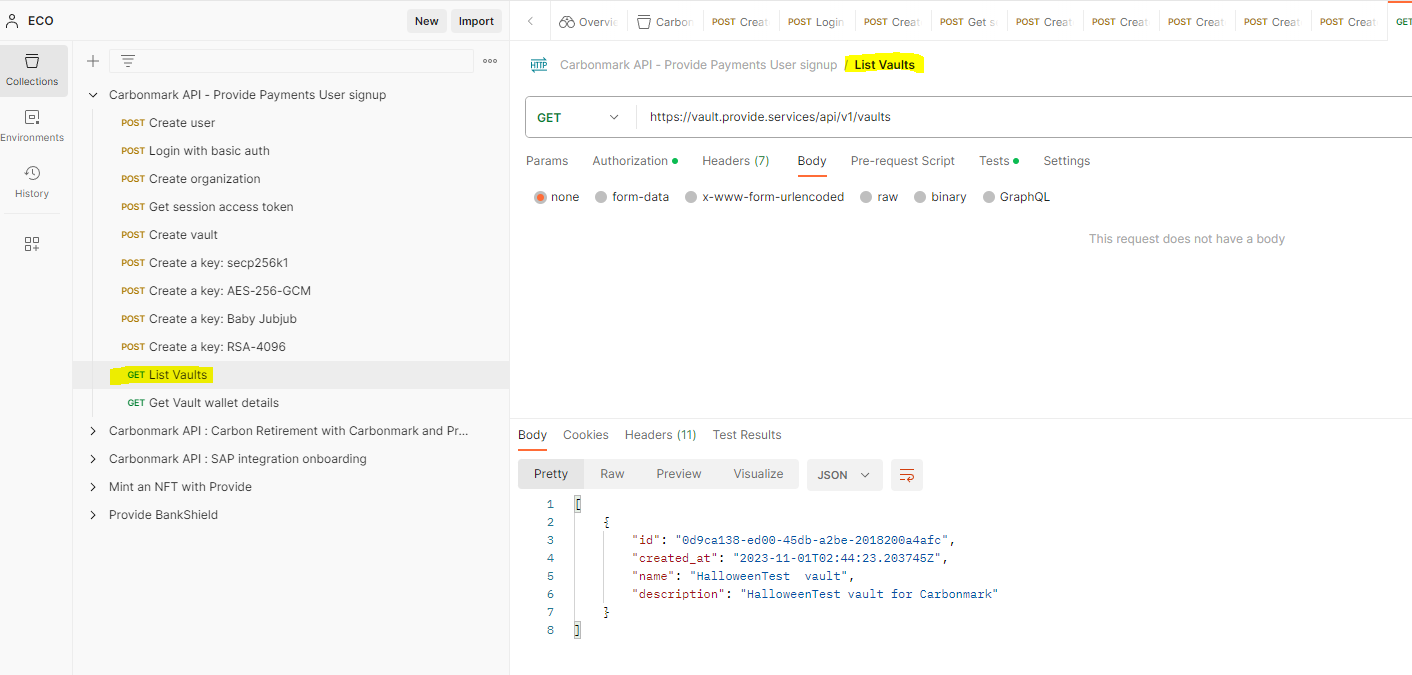 ECO
New
Import
Collections
Environments
History
Carbonmark API - Provide Payments User signup
POST Create user
POST Login with basic auth
POST Create organization
POST Get session access token
POST Create vault
POST Create a key: secp256k1
POST Create a key: AES-256-GCM
POST Create a key: Baby Jubjub
POST Create a key: RSA-4096
GET List Vaults
GET Get Vault wallet details
Carbonmark API : Carbon Retirement with Carbonmark and Pr...
Carbonmark API : SAP integration onboarding
Mint an NFT with Provide
Provide BankShield
Overvie Carbon POST Creat POST Login POST Creat POST Get s POST Creat POST Creat POST Creat POST Creat POST Creat GET
HTTP Carbonmark API - Provide Payments User signup / List Vaults
GET https://vault.provide.services/api/v1/vaults
Params Authorization Headers (7) Body Pre-request Script Tests Settings
none form-data x-www-form-urlencoded raw binary GraphQL
This request does not have a body
Body Cookies Headers (11) Test Results
Pretty Raw Preview Visualize JSON
1 [
2 {
3 "id": "0d9ca138-ed00-45db-a2be-2018200a4afc",
4 "created_at": "2023-11-01T02:44:23.203745Z",
5 "name": "HalloweenTest  vault",
6 "description": "HalloweenTest vault for Carbonmark"
7 }
8 ]